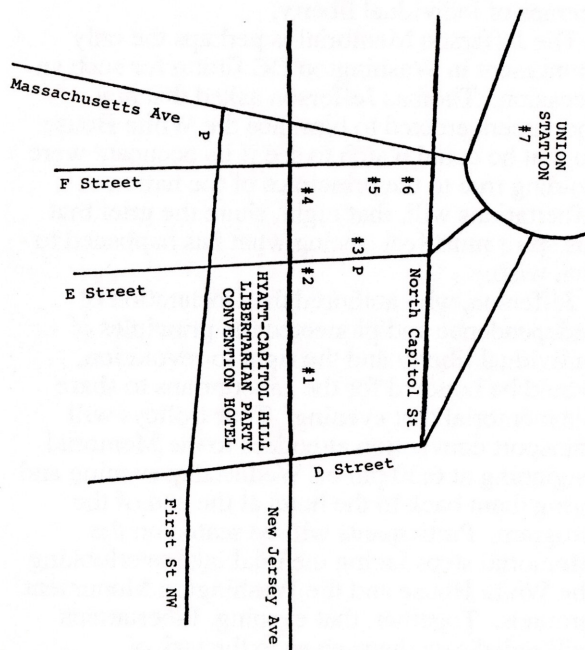 Massachusetts Ave
P
UNION
STATION
#7
F Street
#4
#5
#6
#3 P
E Street
#2
HYATT-CAPITOL HILL
LIBERTARIAN PARTY
CONVENTION HOTEL
#1
North Capitol St
D Street
First St NW
New Jersey Ave